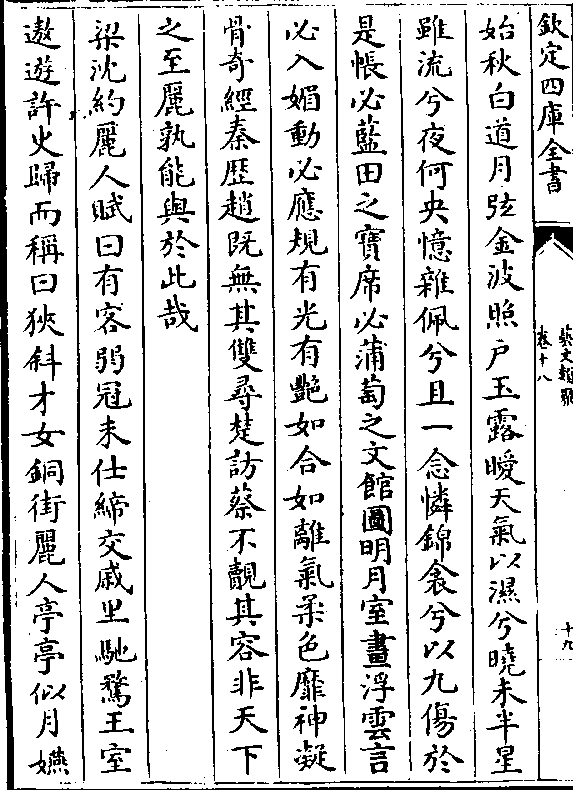 欽定四庫全書
藝文類聚
卷十八
十九
始秋白道月弦金波照户玉露曖天氣以濕兮曉未半星
雖流兮夜何央憶雜佩兮且一念憐錦衾兮以九傷於
是帳必藍田之寶席必蒲萄之文館圖明月室畫浮雲言
必入媚動必應規有光有艷如合如離氣柔色靡神凝
骨奇經秦歴趙既無其雙尋楚訪蔡不覿其容非天下
之至麗孰能與於此哉
梁沈約麗人賦曰有客弱冠未仕締交戚里馳騖王室
遨遊許火歸而稱曰狹斜才女銅街麗人亭亭似月嬿